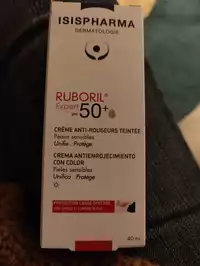 ISISPHARMA
DERMATOLOGIE
RUBORIL®
Expert SPF 50+
CRÈME ANTI-ROUGEURS TEINTÉE
Peaux sensibles
Unifie . Protège
CREMA ANTIENROJECIMIENTO
CON COLOR
Pieles sensibles
Unifica . Protege
40 mL